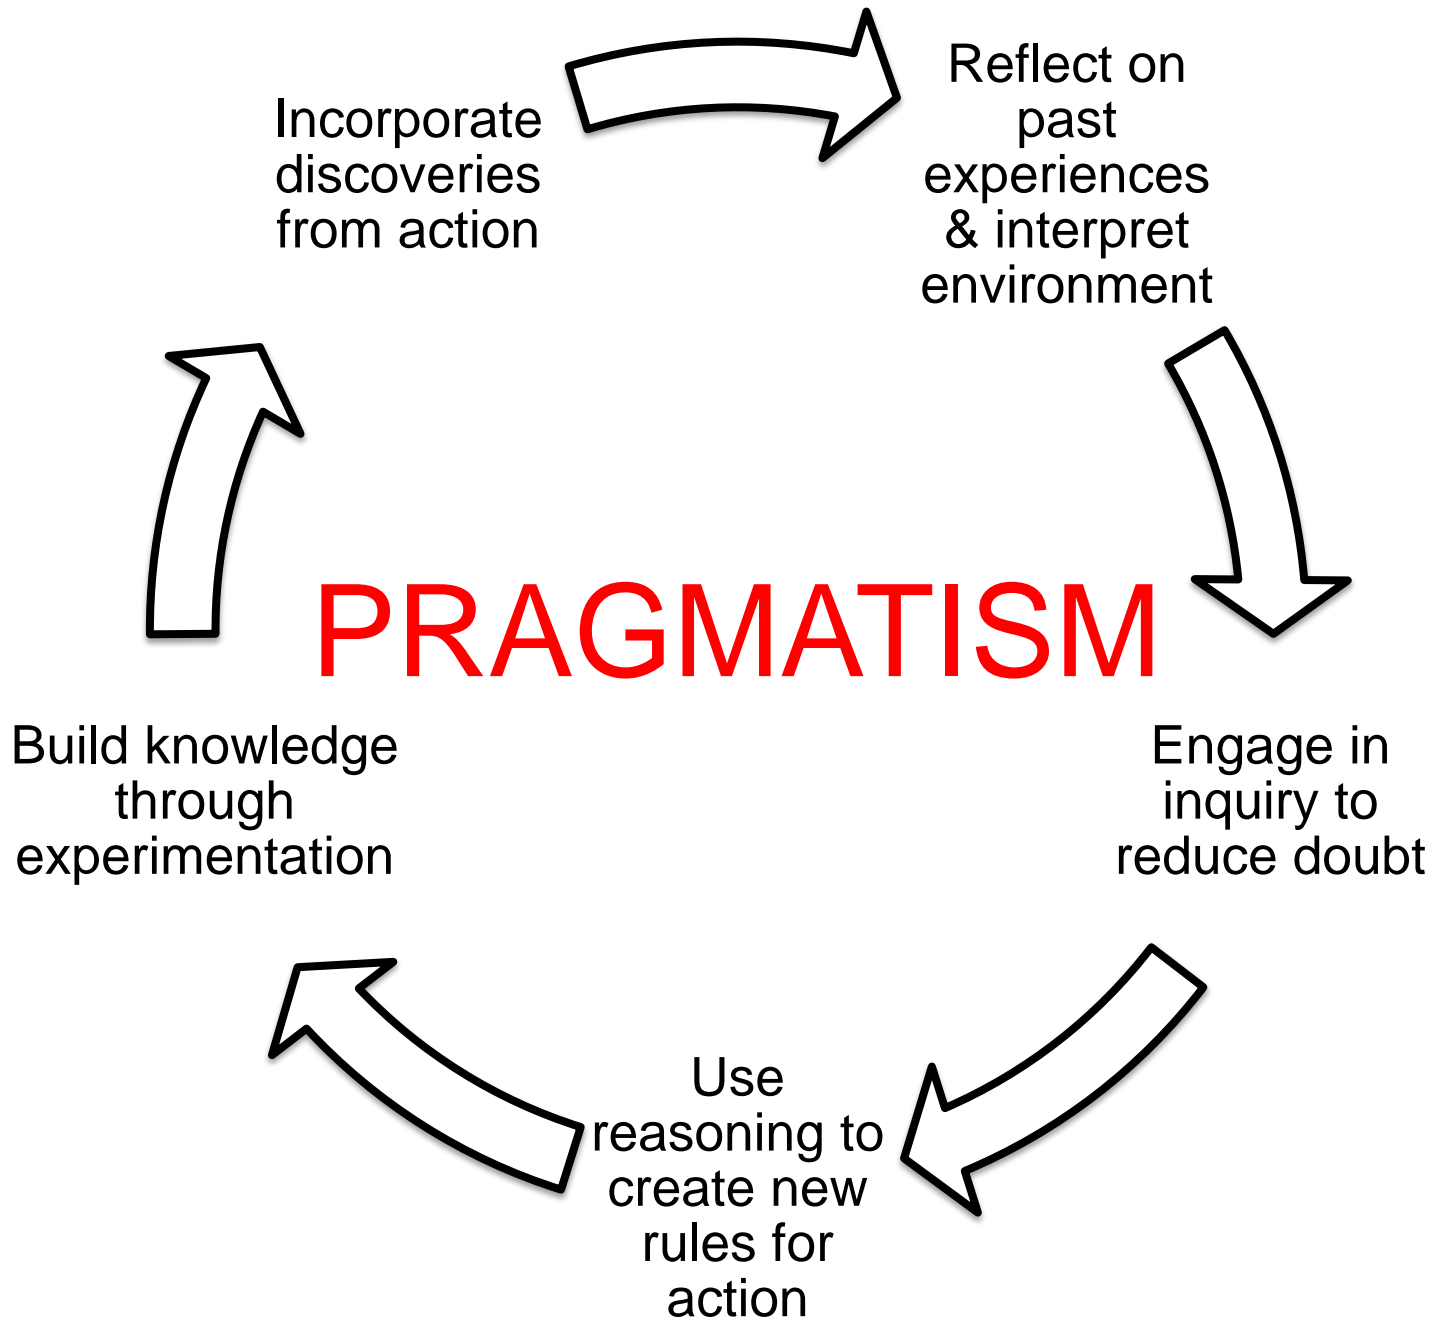 Incorporate
discoveries
from action
Reflect on
past
experiences
& interpret
environment
PRAGMATISM
Build knowledge
through
experimentation
Engage in
inquiry to
reduce doubt
Use
reasoning to
create new
rules for
action